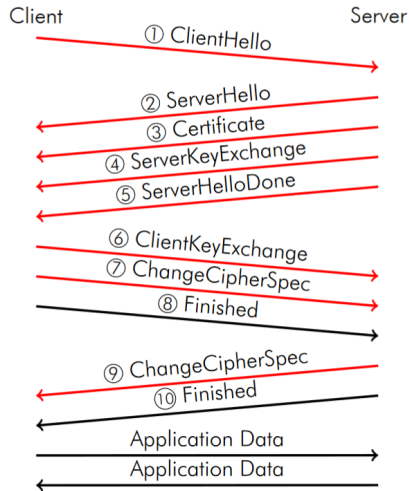 Client Server
① ClientHello
② ServerHello
③ Certificate
④ ServerKeyExchange
⑤ ServerHelloDone
⑥ ClientKeyExchange
⑦ ChangeCipherSpec
⑧ Finished
⑨ ChangeCipherSpec
⑩ Finished
Application Data
Application Data